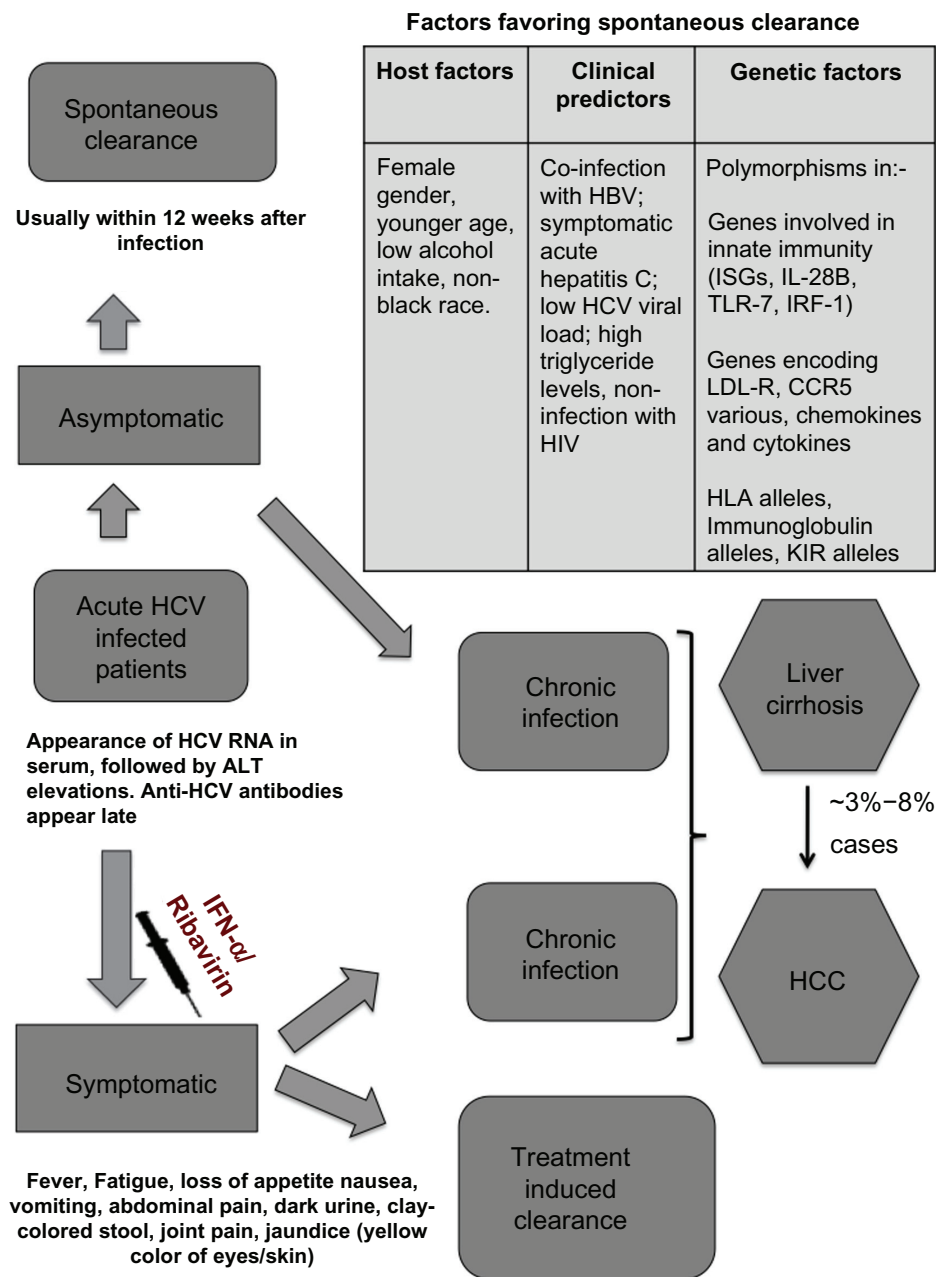 Factors favoring spontaneous clearance
Host factors
Clinical
predictors
Genetic factors
Female
gender,
younger age,
low alcohol
intake, non-
black race.
Co-infection
with HBV;
symptomatic
acute
hepatitis C;
low HCV viral
load; high
triglyceride
levels, non-
infection with
HIV
Polymorphisms in:-
Genes involved in
innate immunity
(ISGs, IL-28B,
TLR-7, IRF-1)
Genes encoding
LDL-R, CCR5
various, chemokines
and cytokines
HLA alleles,
Immunoglobulin
alleles, KIR alleles
Spontaneous
clearance
Usually within 12 weeks after
infection
Asymptomatic
Acute HCV
infected
patients
Appearance of HCV RNA in
serum, followed by ALT
elevations. Anti-HCV antibodies
appear late
IFN-α/
Ribavirin
Symptomatic
Fever, Fatigue, loss of appetite nausea,
vomiting, abdominal pain, dark urine, clay-
colored stool, joint pain, jaundice (yellow
color of eyes/skin)
Chronic
infection
Chronic
infection
Treatment
induced
clearance
Liver
cirrhosis
~3%−8%
cases
HCC